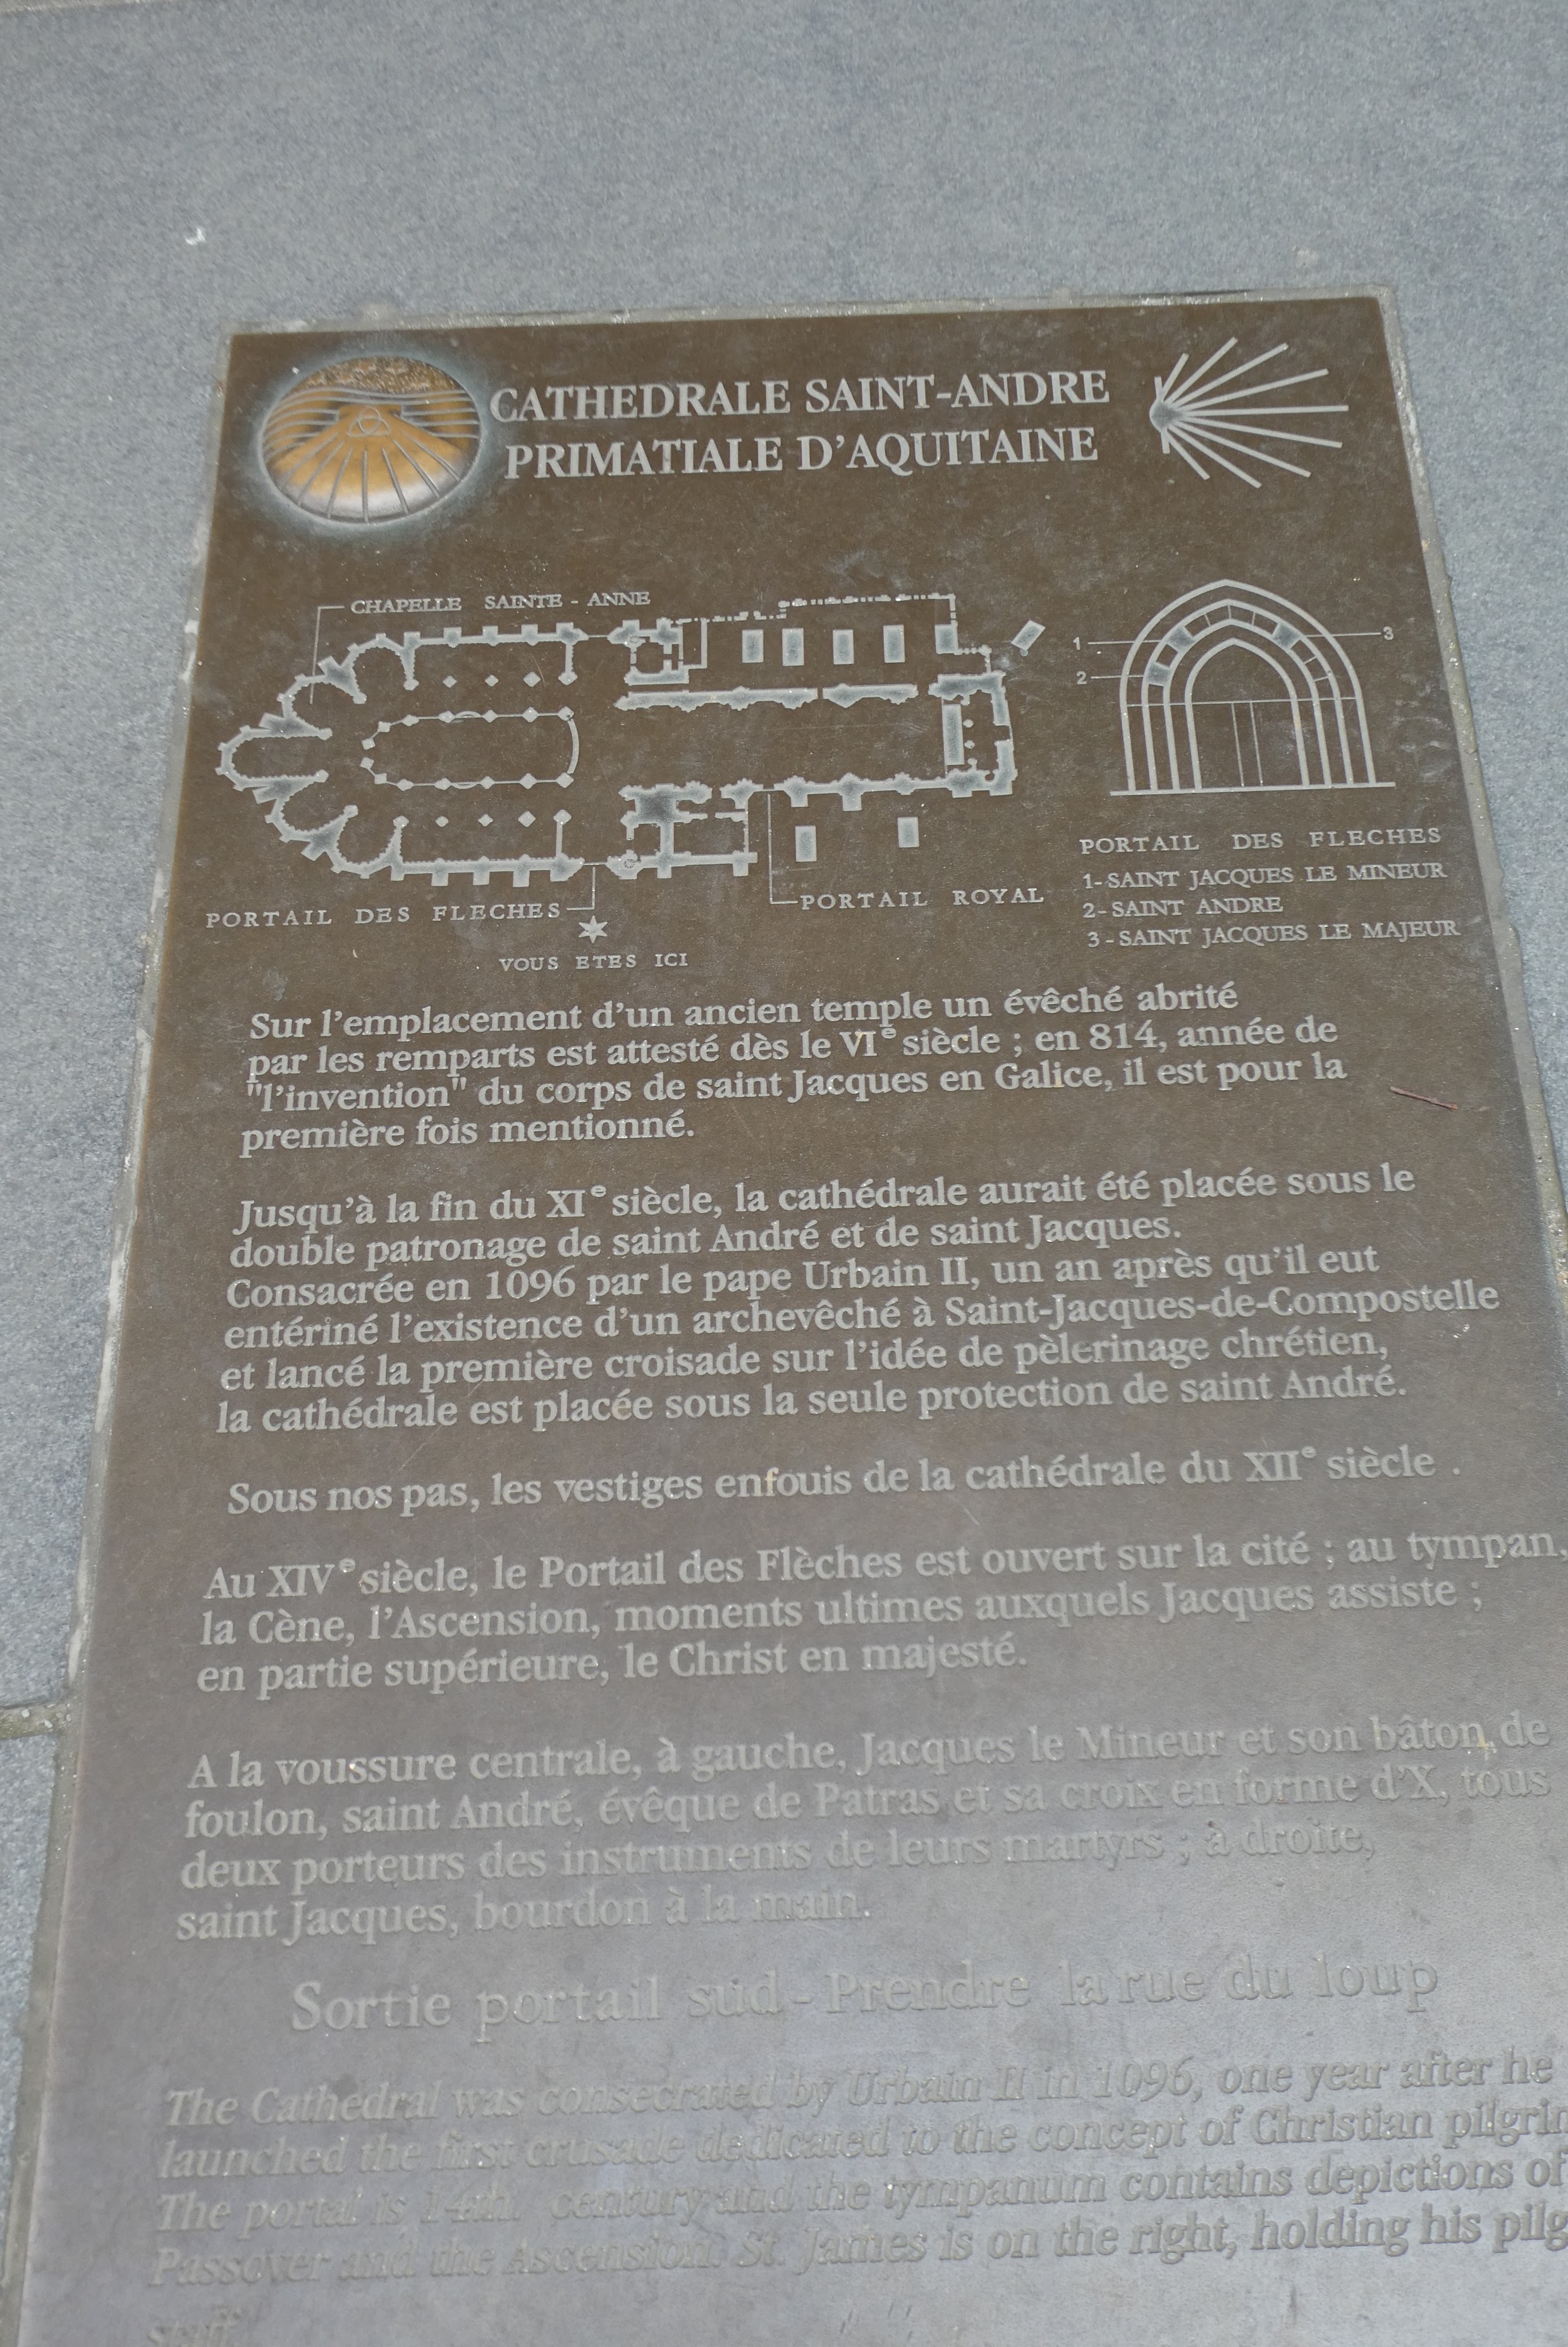 CATHEDRALE SAINT-ANDRE
PRIMATIALE D'AQUITAINE
CHAPELLE SAINTE - ANNE
1
2
3
PORTAIL DES FLECHES
VOUS ETES ICI
PORTAIL ROYAL
PORTAIL DES FLECHES
1-SAINT JACQUES LE MINEUR
2-SAINT ANDRE
3-SAINT JACQUES LE MAJEUR
Sur l'emplacement d'un ancien temple un évêché abrité
par les remparts est attesté dès le VIe siècle ; en 814, année de
"l'invention" du corps de saint Jacques en Galice, il est pour la
première fois mentionné.
Jusqu'à la fin du XIe siècle, la cathédrale aurait été placée sous le
double patronage de saint André et de saint Jacques.
Consacrée en 1096 par le pape Urbain II, un an après qu'il eut
entériné l'existence d'un archevêché à Saint-Jacques-de-Compostelle
et lancé la première croisade sur l'idée de pèlerinage chrétien,
la cathédrale est placée sous la seule protection de saint André.
Sous nos pas, les vestiges enfouis de la cathédrale du XIIe siècle .
Au XIVe siècle, le Portail des Flèches est ouvert sur la cité ; au tympan,
la Cène, l'Ascension, moments ultimes auxquels Jacques assiste ;
en partie supérieure, le Christ en majesté.
A la voussure centrale, à gauche, Jacques le Mineur et son bâton de
foulon, saint André, évêque de Patras et sa croix en forme d'X, tous
deux porteurs des instruments de leurs martyrs ; à droite,
saint Jacques, bourdon à la main.
Sortie portail sud - Prendre la rue du loup
The Cathedral was consecrated by Urbain II in 1096, one year after he
launched the first crusade dedicated to the concept of Christian pilgrim
The portal is 14th century and the tympanum contains depictions of
Passover and the Ascension. St. James is on the right, holding his pilg
staff.